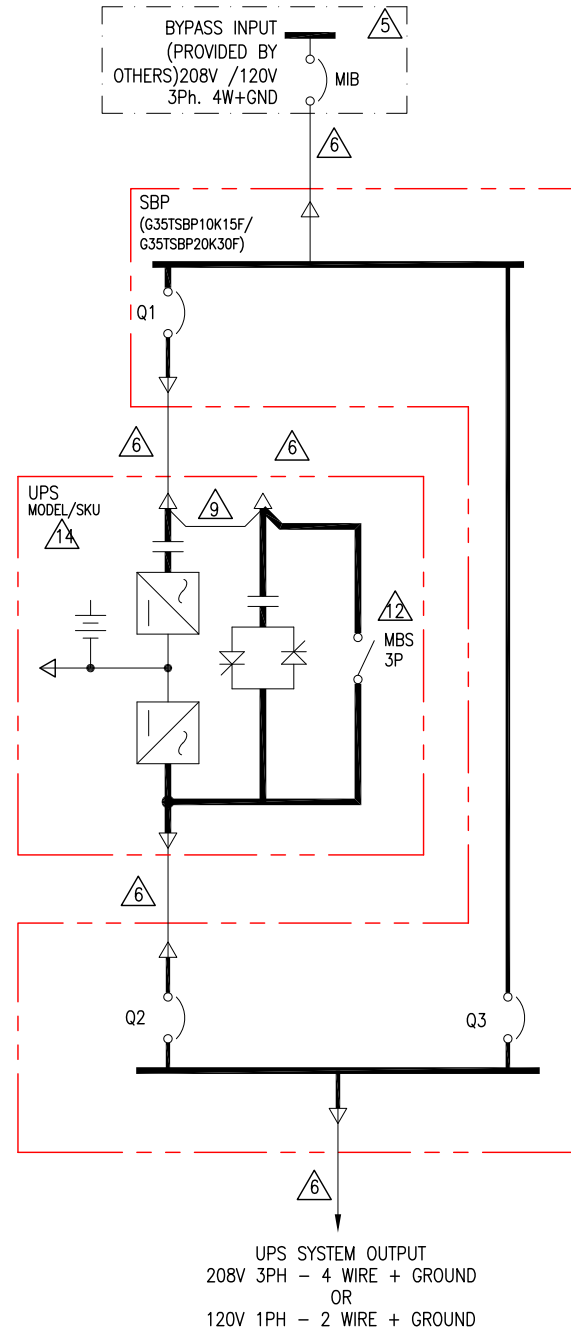 BYPASS INPUT
(PROVIDED BY
OTHERS)208V /120V
3Ph. 4W+GND
5
MIB
6
SBP
(G35TSBP10K15F/
G35TSBP20K30F)
Q1
6
6
UPS
MODEL/SKU
14
9
12
MBS
3P
6
Q2
Q3
6
UPS SYSTEM OUTPUT
208V 3PH – 4 WIRE + GROUND
OR
120V 1PH – 2 WIRE + GROUND